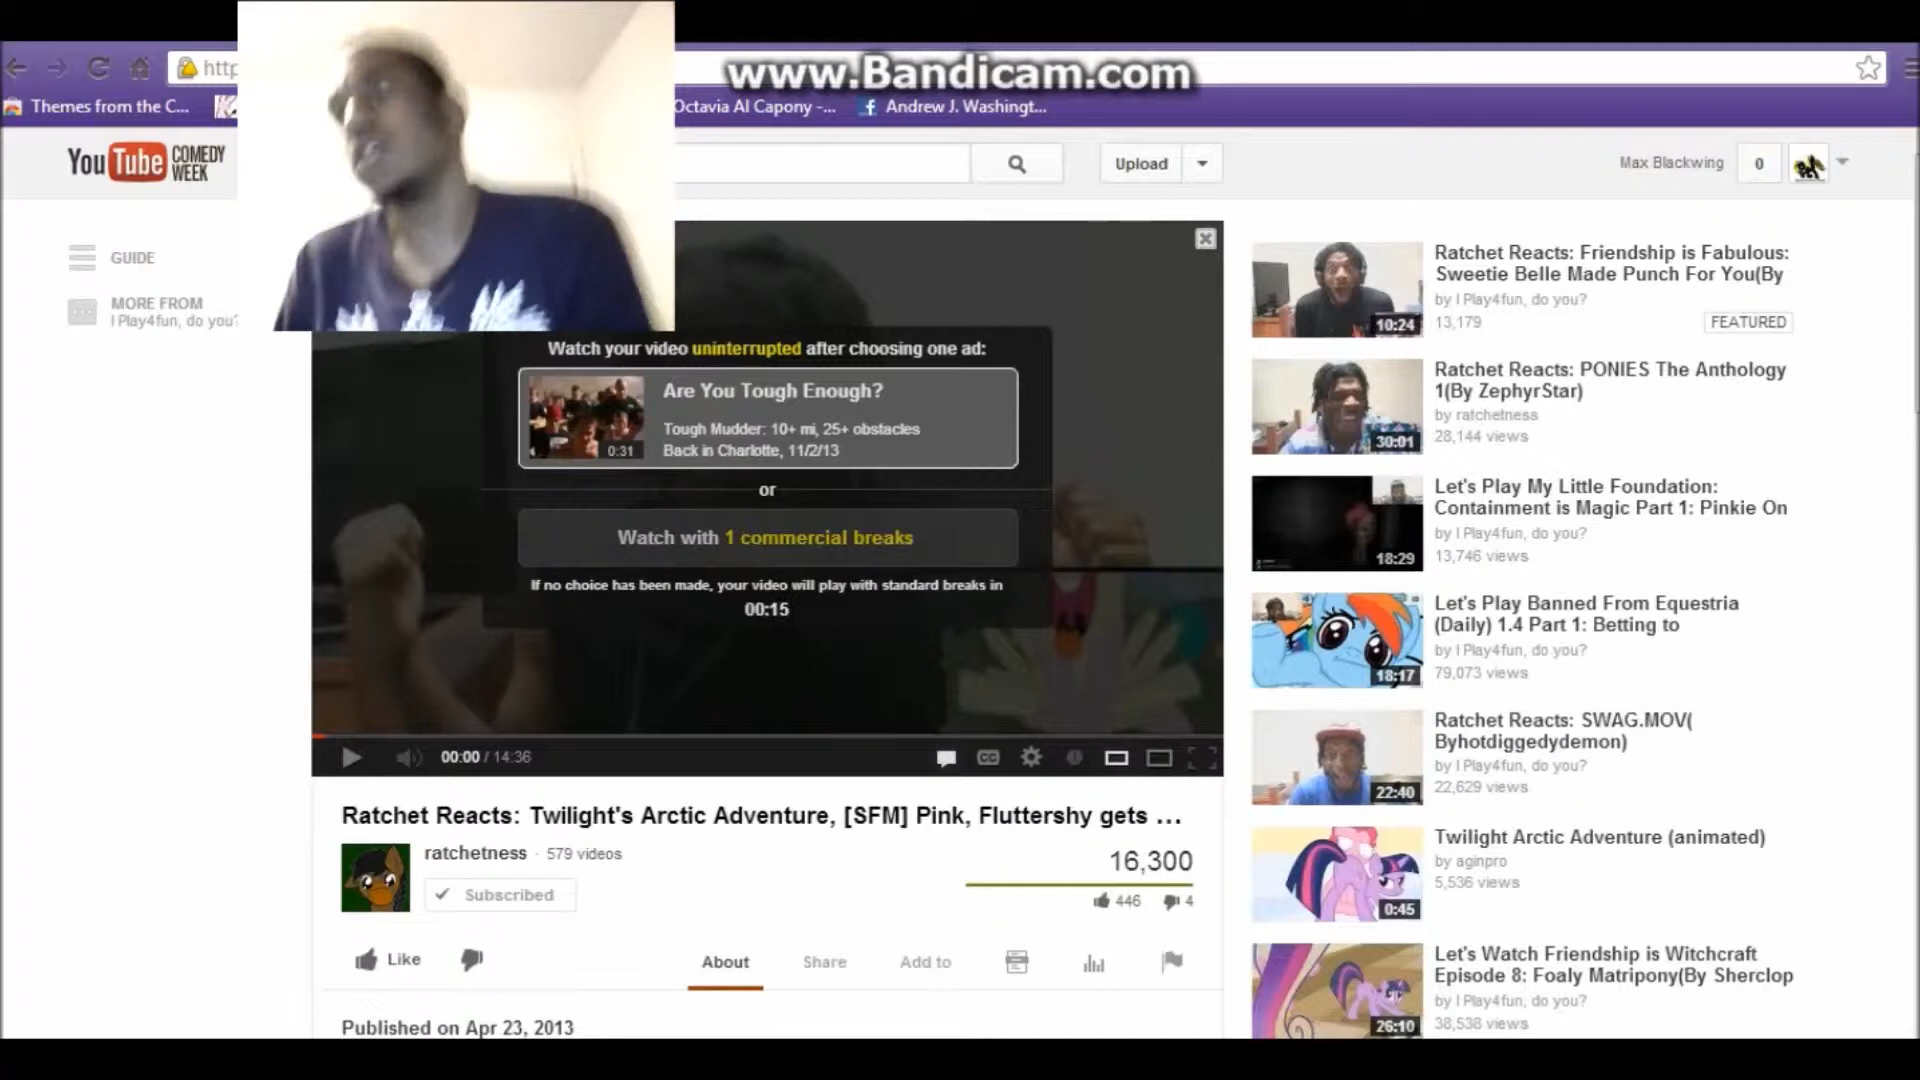 www.Bandicam.com
http
Themes from the C...
Octavia Al Capony -...
Andrew J. Washingt...
YouTube COMEDY WEEK
Upload
Max Blackwing
0
GUIDE
MORE FROM
I Play4fun, do you?
Watch your video uninterrupted after choosing one ad:
Are You Tough Enough?
Tough Mudder: 10+ mi, 25+ obstacles
Back in Charlotte, 11/2/13
0:31
or
Watch with 1 commercial breaks
If no choice has been made, your video will play with standard breaks in
00:15
00:00 / 14:36
CC
Ratchet Reacts: Twilight's Arctic Adventure, [SFM] Pink, Fluttershy gets ...
ratchetness · 579 videos
Subscribed
16,300
446 4
Like
About Share Add to
Published on Apr 23, 2013
Ratchet Reacts: Friendship is Fabulous:
Sweetie Belle Made Punch For You(By
by I Play4fun, do you?
13,179
FEATURED
10:24
Ratchet Reacts: PONIES The Anthology
1(By ZephyrStar)
by ratchetness
28,144 views
30:01
Let's Play My Little Foundation:
Containment is Magic Part 1: Pinkie On
by I Play4fun, do you?
13,746 views
18:29
Let's Play Banned From Equestria
(Daily) 1.4 Part 1: Betting to
by I Play4fun, do you?
79,073 views
18:17
Ratchet Reacts: SWAG.MOV(
Byhotdiggedydemon)
by I Play4fun, do you?
22,629 views
22:40
Twilight Arctic Adventure (animated)
by aginpro
5,536 views
0:45
Let's Watch Friendship is Witchcraft
Episode 8: Foaly Matripony(By Sherclop
by I Play4fun, do you?
38,538 views
26:10